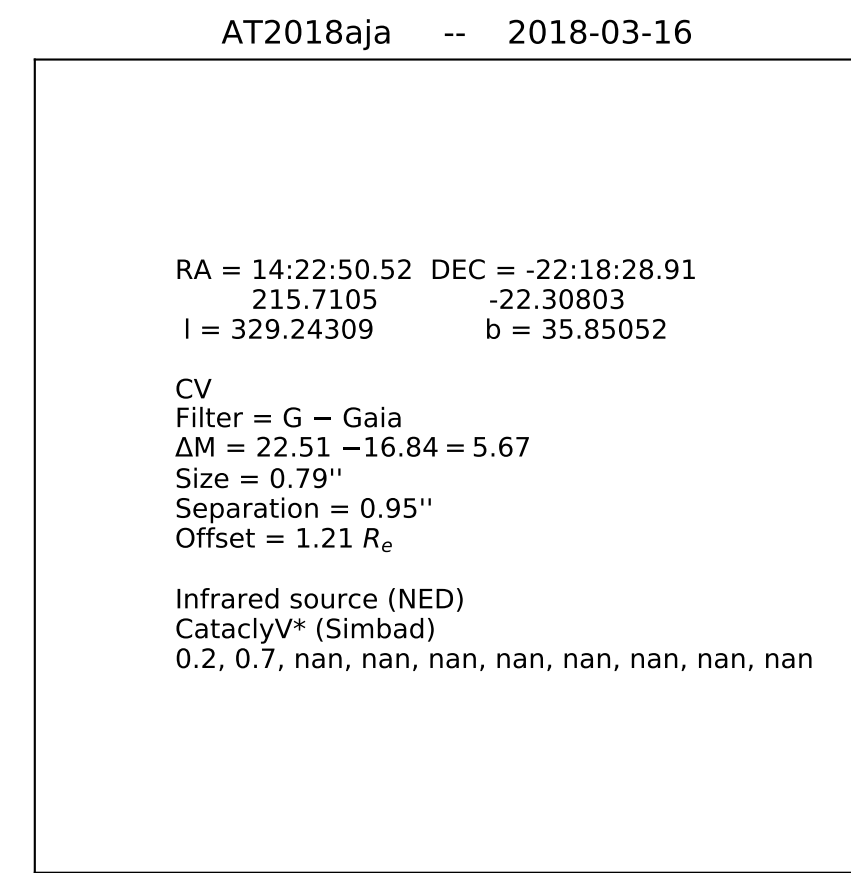 AT2018aja -- 2018-03-16
RA = 14:22:50.52 DEC = -22:18:28.91
215.7105 -22.30803
l = 329.24309 b = 35.85052
CV
Filter = G − Gaia
ΔM = 22.51 −16.84 = 5.67
Size = 0.79''
Separation = 0.95''
Offset = 1.21 Re
Infrared source (NED)
CataclyV* (Simbad)
0.2, 0.7, nan, nan, nan, nan, nan, nan, nan, nan